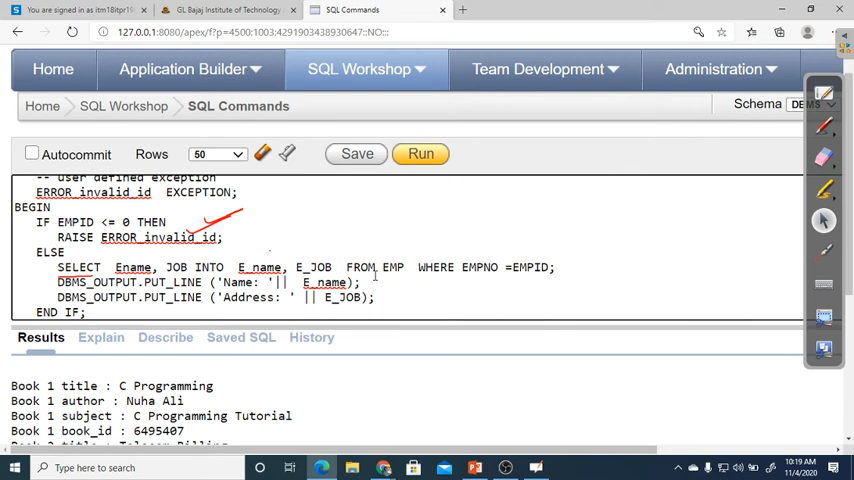 You are signed in as itm18itpr19.
GL Bajaj Institute of Technology
SQL Commands
127.0.0.1:8080/apex/f?p=4500:1003:4291903438930647::NO:::
Home
Application Builder
SQL Workshop
Team Development
Administration
Home
SQL Workshop
SQL Commands
Schema
Autocommit
Rows
50
Save
Run
-- user defined exception
ERROR_invalid_id EXCEPTION;
BEGIN
IF EMPID <= 0 THEN
RAISE ERROR_invalid_id;
ELSE
SELECT Ename, JOB INTO E_name, E_JOB FROM EMP WHERE EMPNO =EMPID;
DBMS_OUTPUT.PUT_LINE ('Name: '|| E_name);
DBMS_OUTPUT.PUT_LINE ('Address: ' || E_JOB);
END IF;
Results
Explain
Describe
Saved SQL
History
Book 1 title : C Programming
Book 1 author : Nuha Ali
Book 1 subject : C Programming Tutorial
Book 1 book_id : 6495407
Type here to search
10:19 AM
11/4/2020